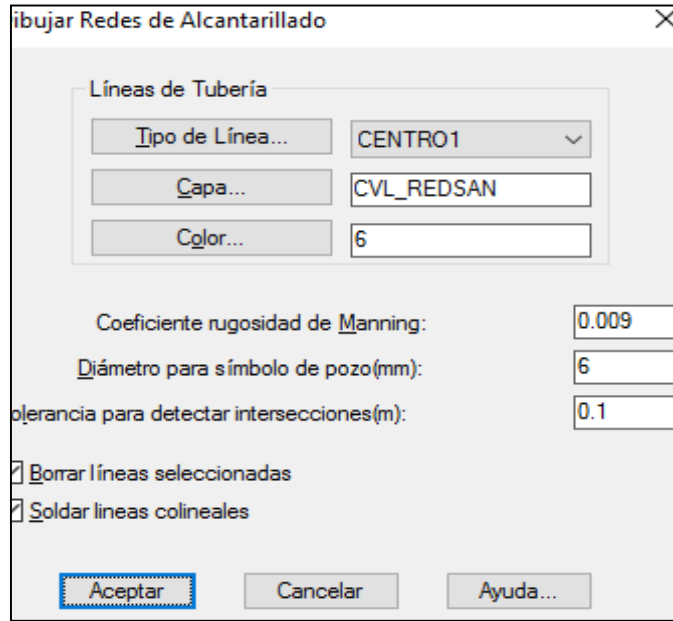 ibujar Redes de Alcantarillado
Líneas de Tubería
Tipo de Línea... CENTRO1
Capa... CVL_REDSAN
Color... 6
Coeficiente rugosidad de Manning: 0.009
Diámetro para símbolo de pozo(mm): 6
olerancia para detectar intersecciones(m): 0.1
Borrar líneas seleccionadas
Soldar lineas colineales
Aceptar Cancelar Ayuda...